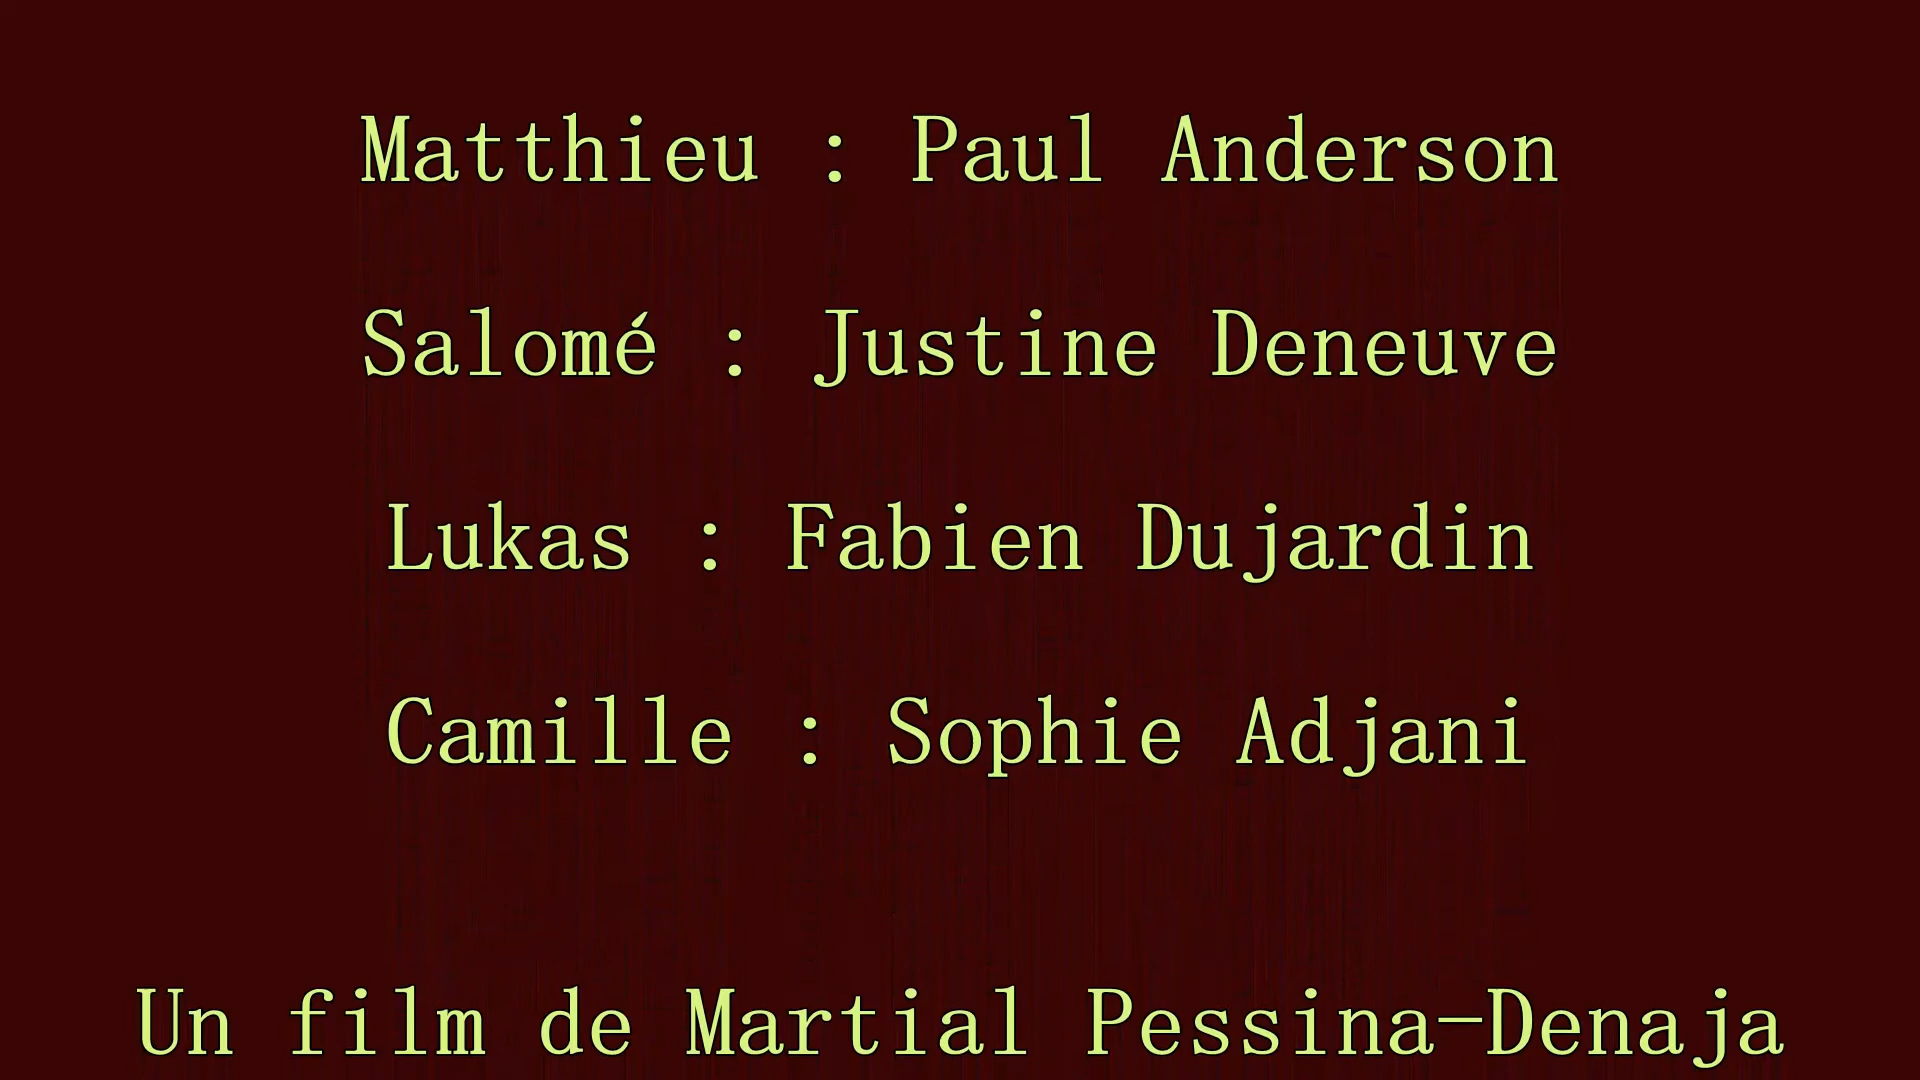 Matthieu : Paul Anderson
Salomé : Justine Deneuve
Lukas : Fabien Dujardin
Camille : Sophie Adjani
Un film de Martial Pessina-Denaja